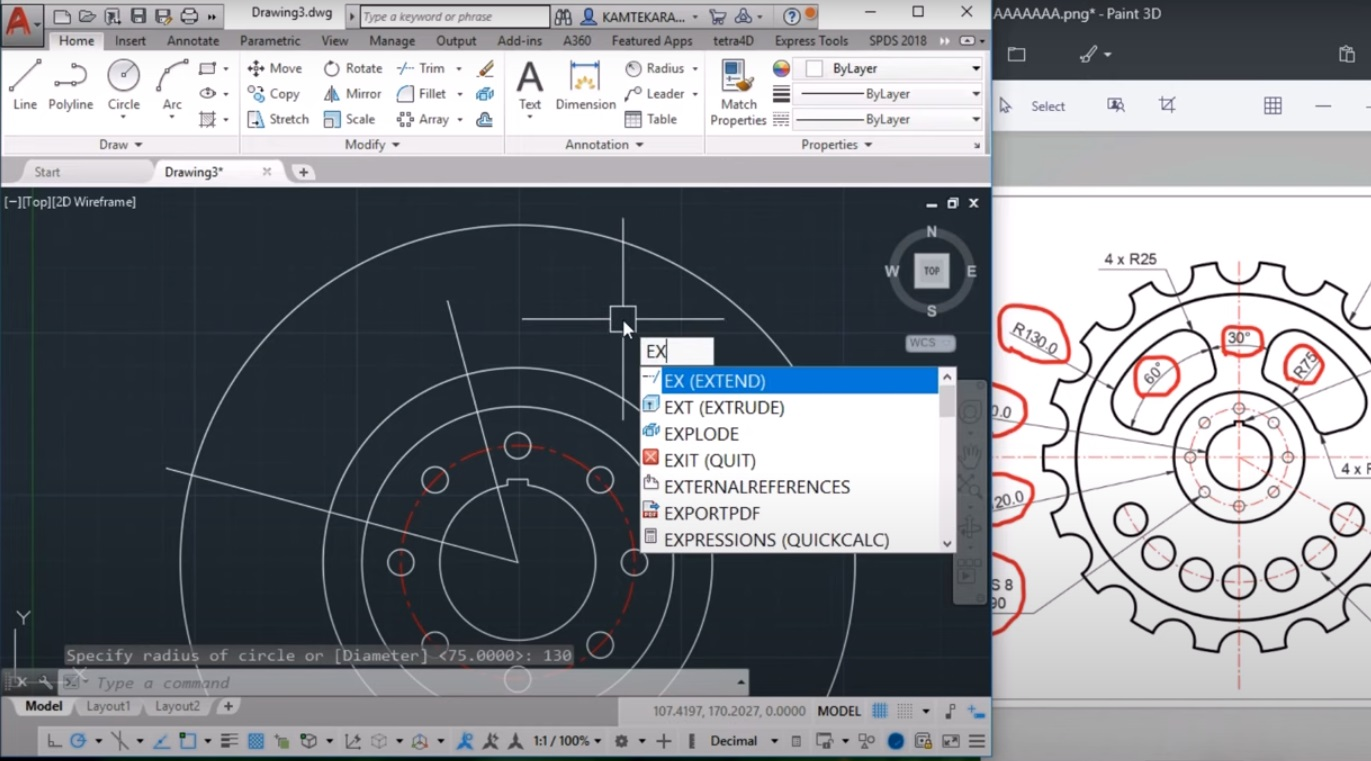 Drawing3.dwg
Type a keyword or phrase
KAMTEKARA...
AAAAAAA.png* - Paint 3D
Home Insert Annotate Parametric View Manage Output Add-ins A360 Featured Apps tetra4D Express Tools SPDS 2018
Move Rotate Trim Radius ByLayer
Copy Mirror Fillet Leader ByLayer
Stretch Scale Array Table ByLayer
Line Polyline Circle Arc Text Dimension Match Properties
Draw Modify Annotation Properties
Select
Start Drawing3*
[−][Top][2D Wireframe]
N
W TOP E
S
WCS
EX
EX (EXTEND)
EXT (EXTRUDE)
EXPLODE
EXIT (QUIT)
EXTERNALREFERENCES
EXPORTPDF
EXPRESSIONS (QUICKCALC)
4 x R25
R130.0
30°
60°
R75
0.0
20.0
S 8
90
Y
Specify radius of circle or [Diameter] <75.0000>: 130
Type a command
Model Layout1 Layout2 +
107.4197, 170.2027, 0.0000 MODEL
1:1 / 100% Decimal